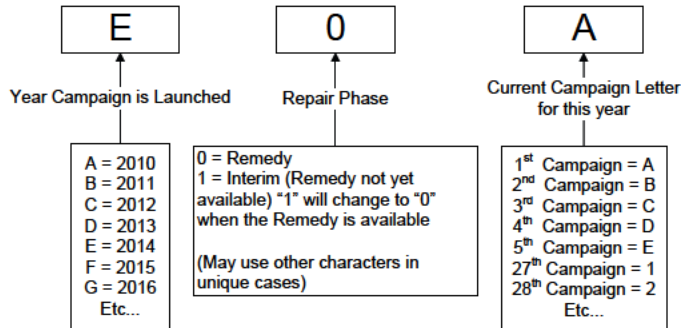 E
0
A
Year Campaign is Launched
Repair Phase
Current Campaign Letter
for this year
A = 2010
B = 2011
C = 2012
D = 2013
E = 2014
F = 2015
G = 2016
Etc...
0 = Remedy
1 = Interim (Remedy not yet
available) “1” will change to “0”
when the Remedy is available
(May use other characters in
unique cases)
1st Campaign = A
2nd Campaign = B
3rd Campaign = C
4th Campaign = D
5th Campaign = E
27th Campaign = 1
28th Campaign = 2
Etc...